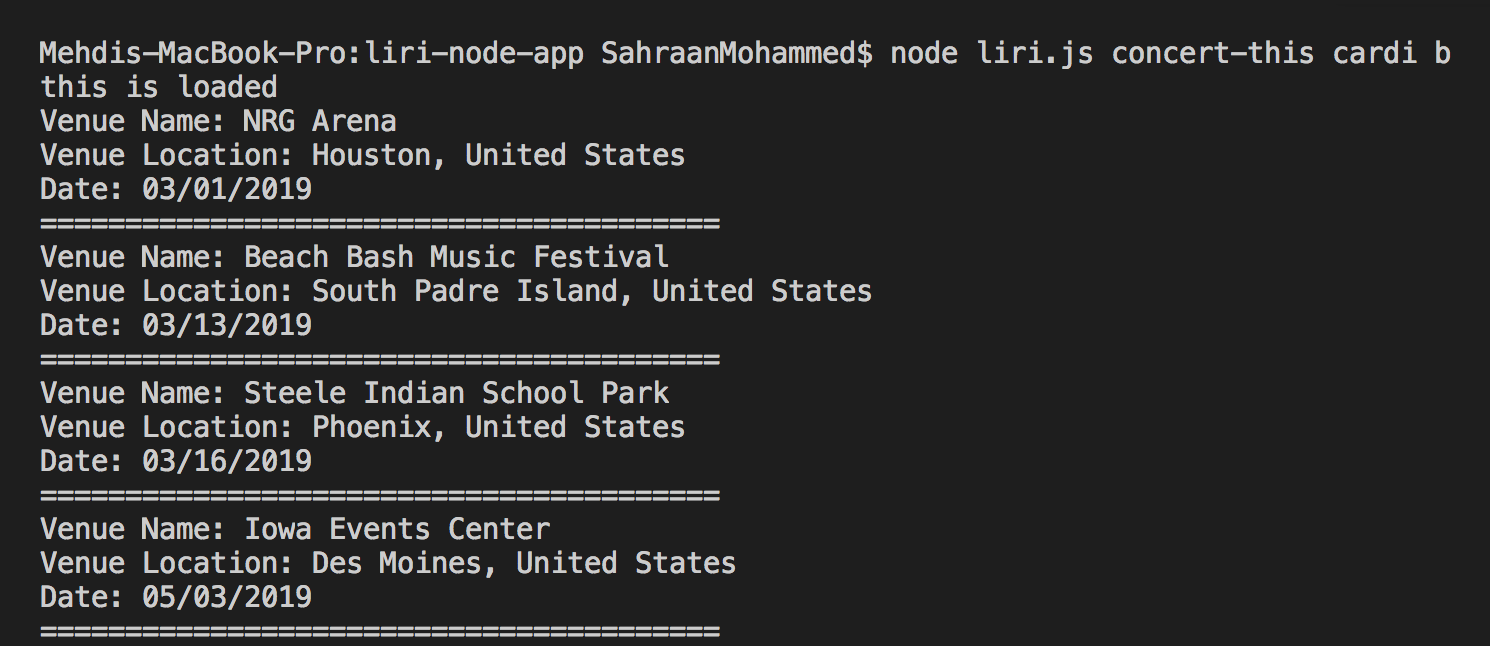 Mehdis-MacBook-Pro:liri-node-app SahraanMohammed$ node liri.js concert-this cardi b
this is loaded
Venue Name: NRG Arena
Venue Location: Houston, United States
Date: 03/01/2019
========================================
Venue Name: Beach Bash Music Festival
Venue Location: South Padre Island, United States
Date: 03/13/2019
========================================
Venue Name: Steele Indian School Park
Venue Location: Phoenix, United States
Date: 03/16/2019
========================================
Venue Name: Iowa Events Center
Venue Location: Des Moines, United States
Date: 05/03/2019
========================================